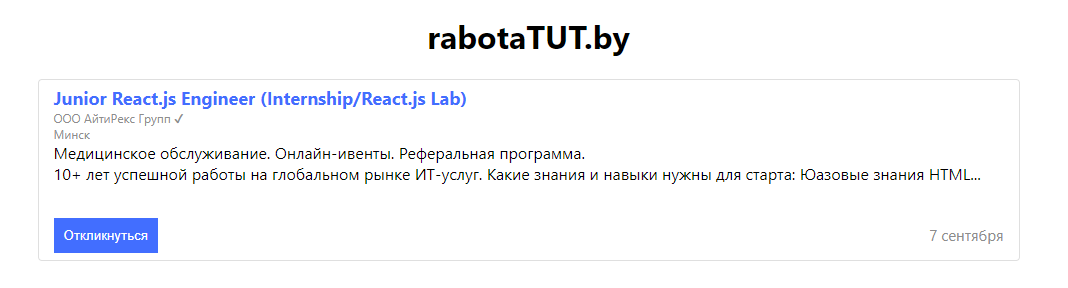 rabotaTUT.by
Junior React.js Engineer (Internship/React.js Lab)
ООО АйтиРекс Групп ✓
Минск
Медицинское обслуживание. Онлайн-ивенты. Реферальная программа.
10+ лет успешной работы на глобальном рынке ИТ-услуг. Какие знания и навыки нужны для старта: Юазовые знания HTML...
Откликнуться
7 сентября